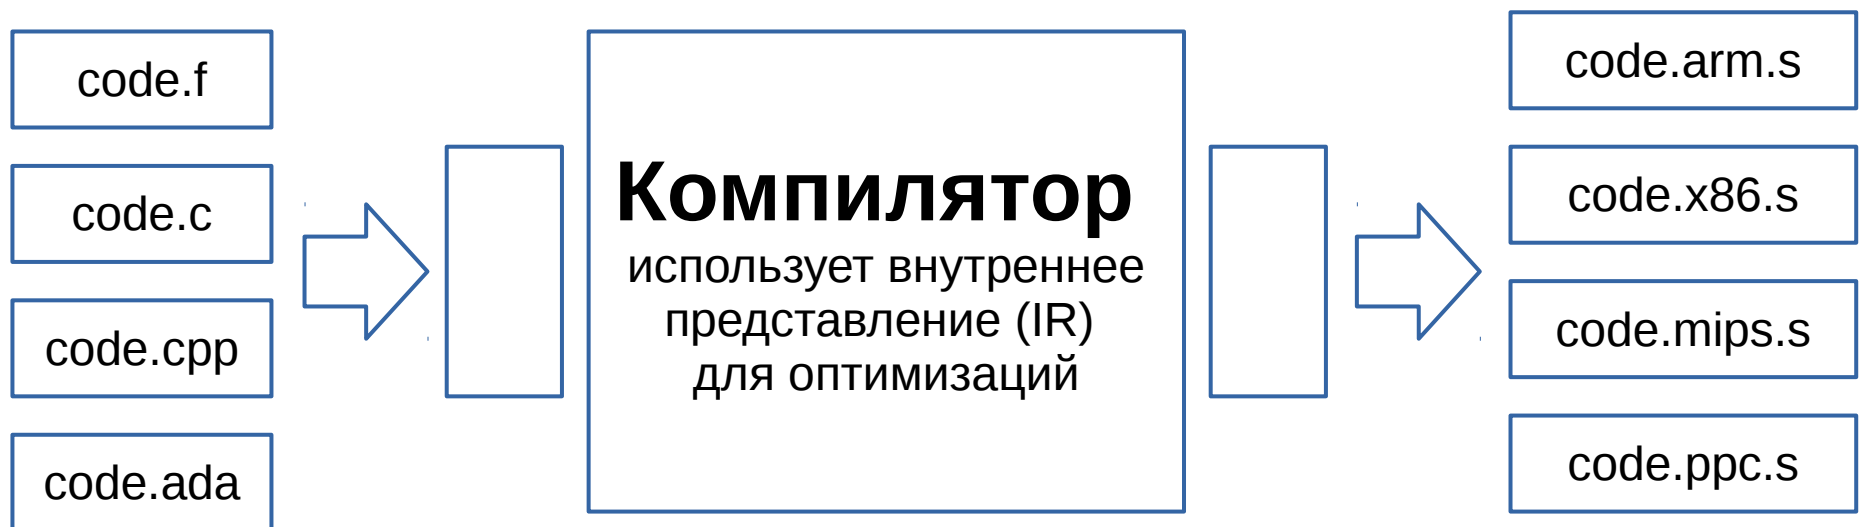 code.f
code.c
code.cpp
code.ada
Компилятор
использует внутреннее
представление (IR)
для оптимизаций
code.arm.s
code.x86.s
code.mips.s
code.ppc.s